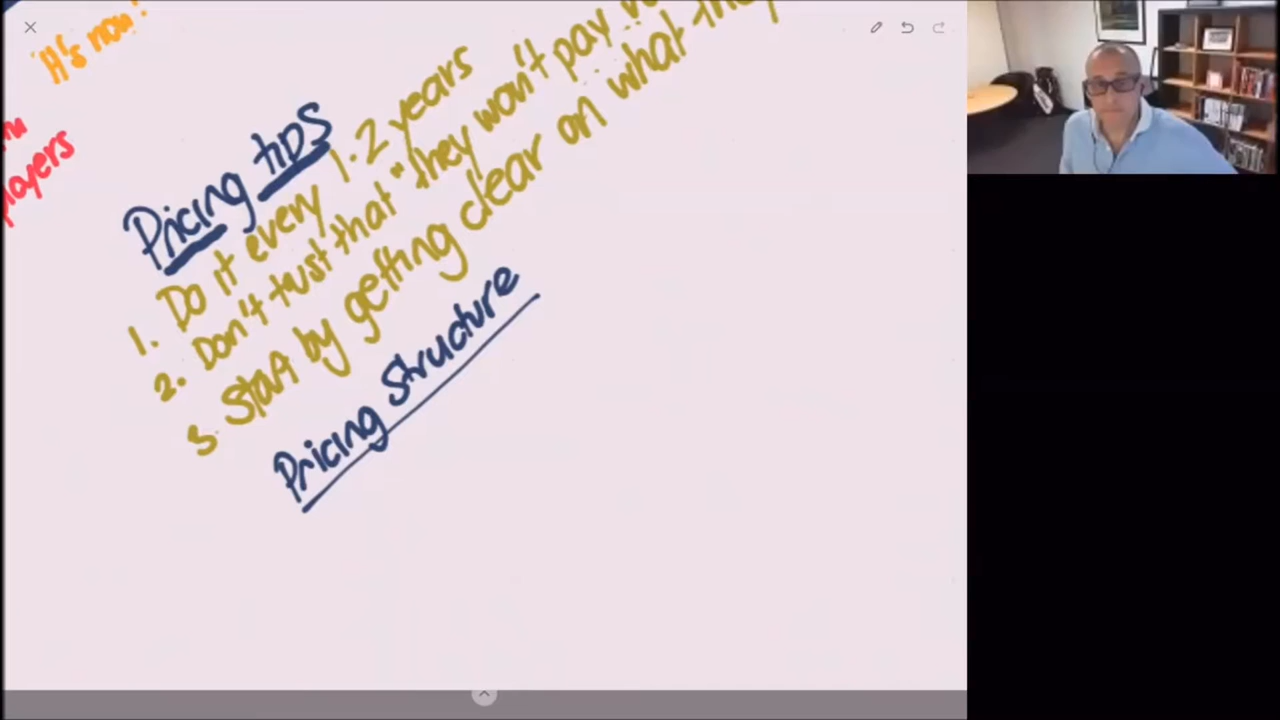 It's now!
players
Pricing tips
1. Do it every 1-2 years
2. Don't trust that "they won't pay
3. Start by getting clear on what they
Pricing Structure